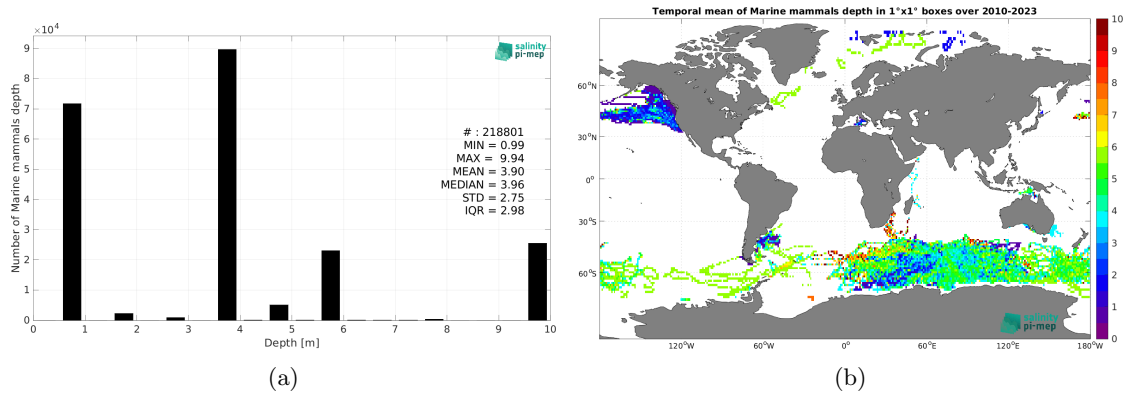 ×10⁴
9
8
7
6
5
4
3
2
1
0
Number of Marine mammals depth
salinity
pi-mep
# : 218801
MIN = 0.99
MAX = 9.94
MEAN = 3.90
MEDIAN = 3.96
STD = 2.75
IQR = 2.98
0 1 2 3 4 5 6 7 8 9 10
Depth [m]
(a)
Temporal mean of Marine mammals depth in 1°x1° boxes over 2010-2023
60°N
30°N
0°
30°S
60°S
120°W 60°W 0° 60°E 120°E 180°W
salinity
pi-mep
10
9
8
7
6
5
4
3
2
1
0
(b)